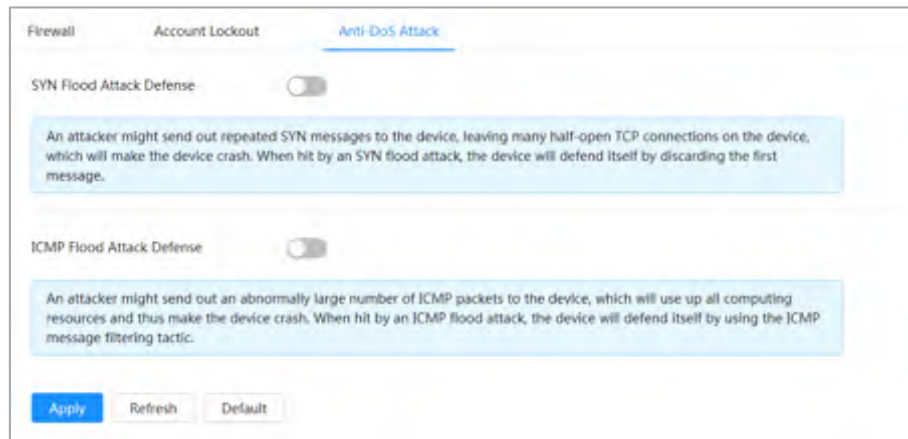 Firewall Account Lockout Anti-DoS Attack
SYN Flood Attack Defense
An attacker might send out repeated SYN messages to the device, leaving many half-open TCP connections on the device,
which will make the device crash. When hit by an SYN flood attack, the device will defend itself by discarding the first
message.
ICMP Flood Attack Defense
An attacker might send out an abnormally large number of ICMP packets to the device, which will use up all computing
resources and thus make the device crash. When hit by an ICMP flood attack, the device will defend itself by using the ICMP
message filtering tactic.
Apply Refresh Default